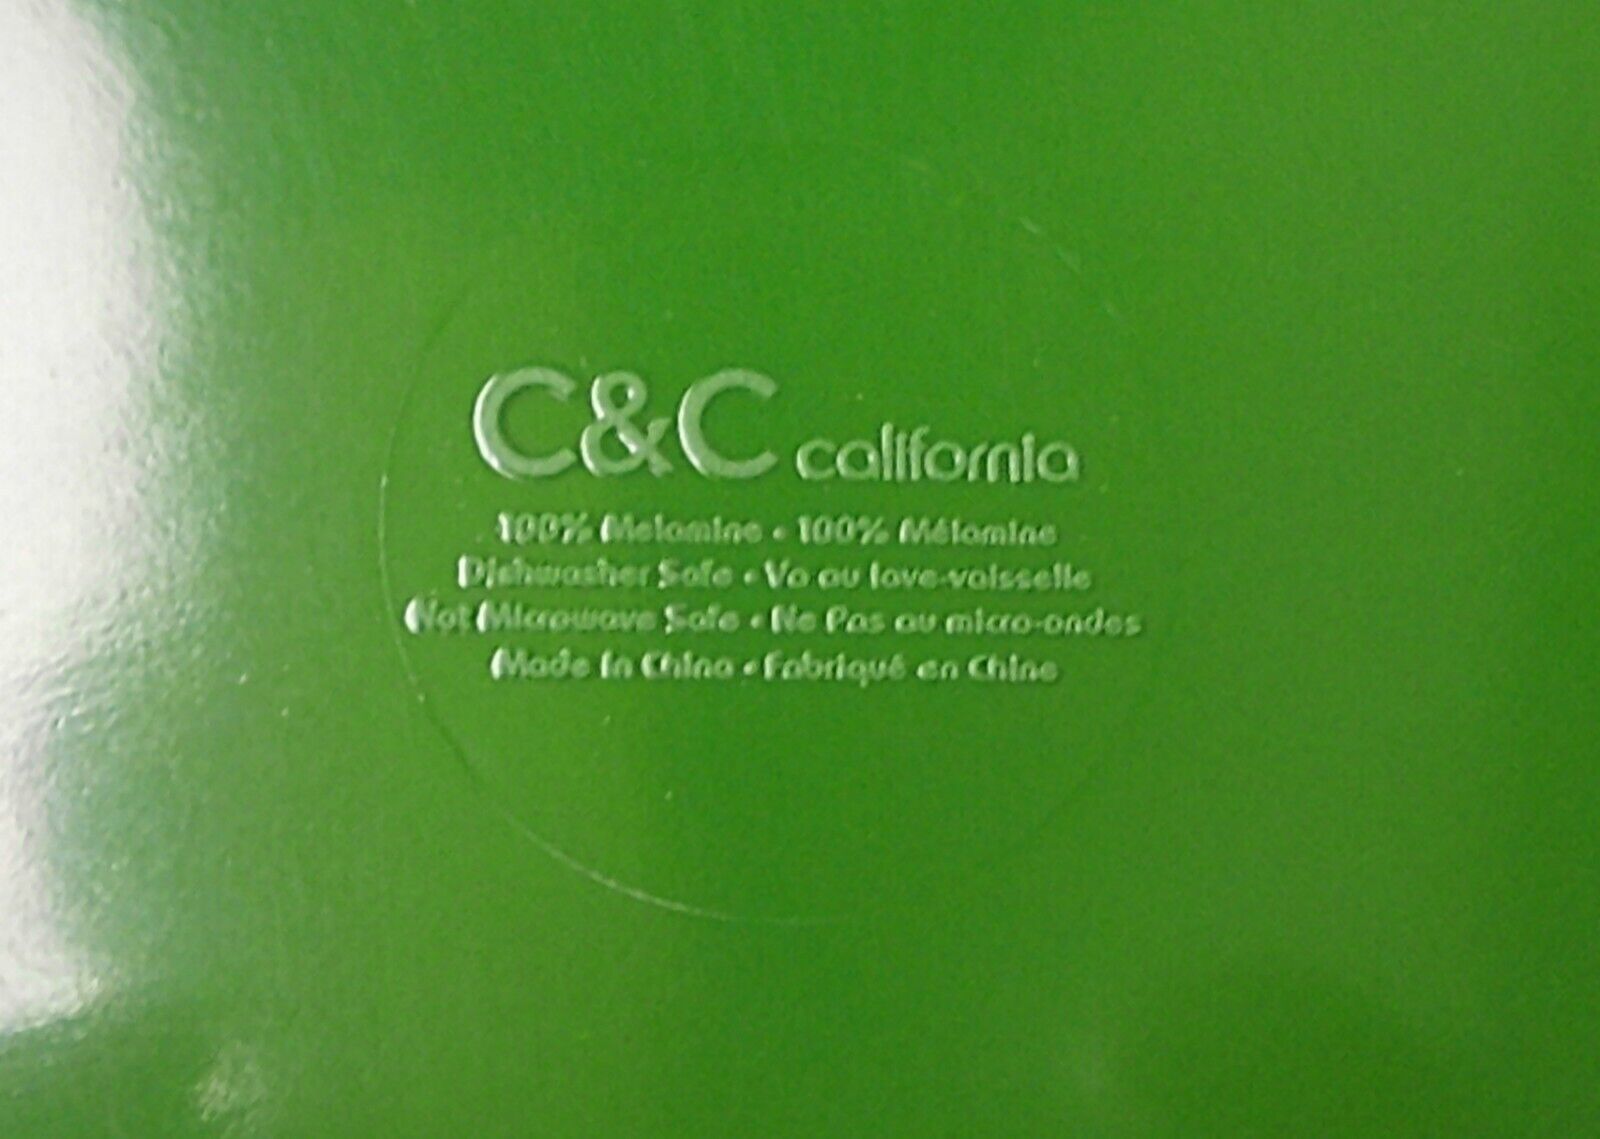 C&C california
100% Melamine • 100% Mélamine
Dishwasher Safe • Va au lave-vaisselle
Not Microwave Safe • Ne Pas au micro-ondes
Made in China • Fabriqué en Chine